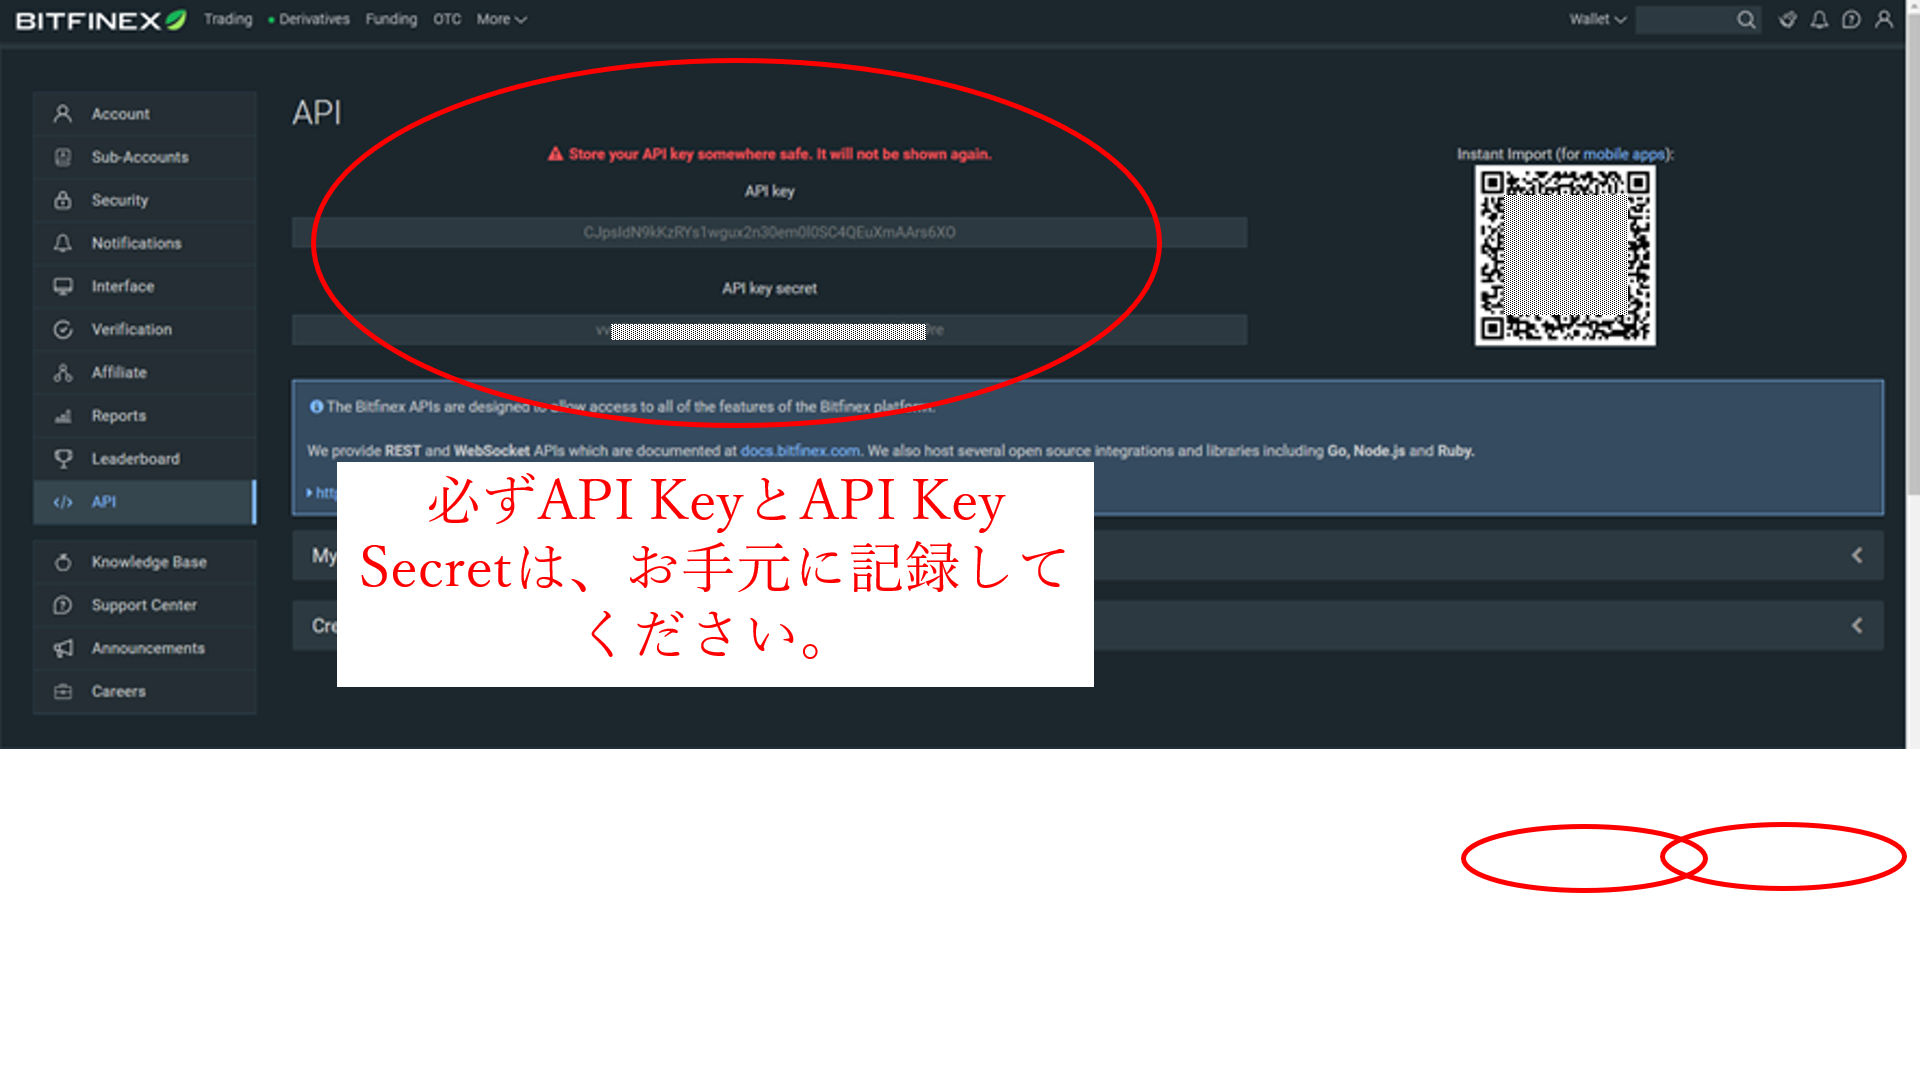 BITFINEX Trading Derivatives Funding OTC More Wallet
Account
Sub-Accounts
Security
Notifications
Interface
Verification
Affiliate
Reports
Leaderboard
API
Knowledge Base
Support Center
Announcements
Careers
API
Store your API key somewhere safe. It will not be shown again.
API key
CJpsIdN9kKzRYs1wgux2n30em0l0SC4QEuXmAArs6XO
API key secret
Instant Import (for mobile apps):
The Bitfinex APIs are designed to allow access to all of the features of the Bitfinex platform.
We provide REST and WebSocket APIs which are documented at docs.bitfinex.com. We also host several open source integrations and libraries including Go, Node.js and Ruby.
My
Cre
必ずAPI KeyとAPI Key
Secretは、お手元に記録して
ください。